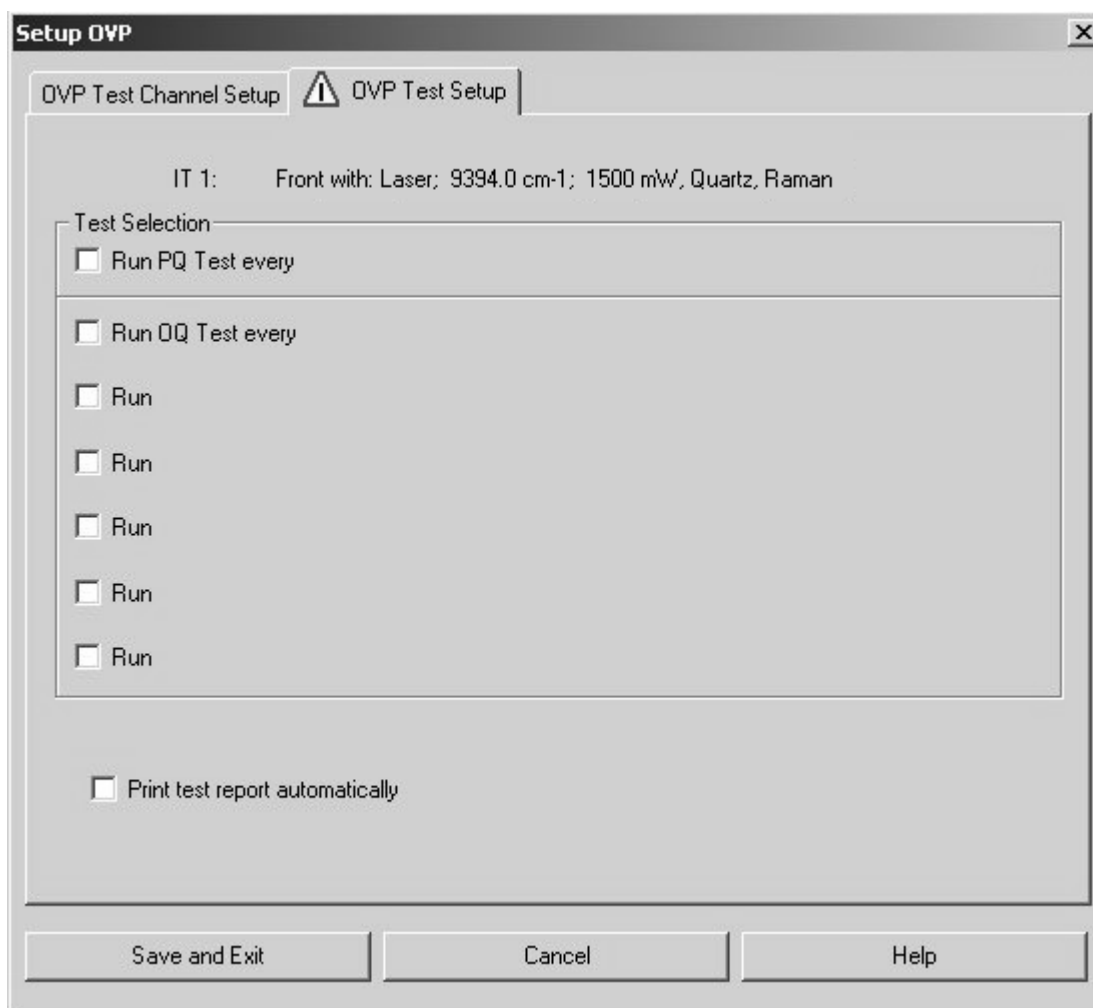 Setup OVP
OVP Test Channel Setup
OVP Test Setup
IT 1: Front with: Laser; 9394.0 cm-1; 1500 mW, Quartz, Raman
Test Selection
Run PQ Test every
Run OQ Test every
Run
Run
Run
Run
Run
Print test report automatically
Save and Exit
Cancel
Help